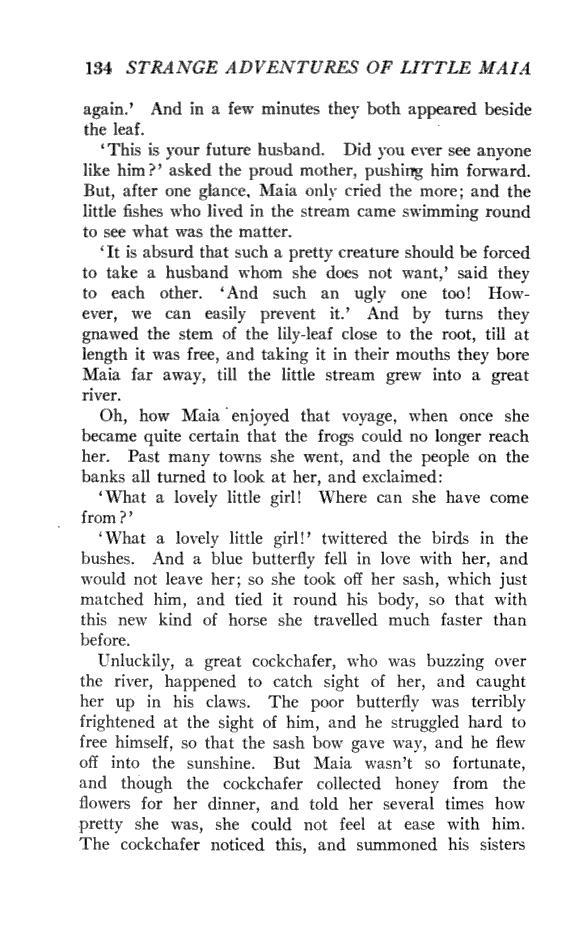 134 STRANGE ADVENTURES OF LITTLE MAIA
again.' And in a few minutes they both appeared beside
the leaf.
'This is your future husband. Did you ever see anyone
like him?' asked the proud mother, pushing him forward.
But, after one glance, Maia only cried the more; and the
little fishes who lived in the stream came swimming round
to see what was the matter.
'It is absurd that such a pretty creature should be forced
to take a husband whom she does not want,' said they
to each other. 'And such an ugly one too! How-
ever, we can easily prevent it.' And by turns they
gnawed the stem of the lily-leaf close to the root, till at
length it was free, and taking it in their mouths they bore
Maia far away, till the little stream grew into a great
river.
Oh, how Maia enjoyed that voyage, when once she
became quite certain that the frogs could no longer reach
her. Past many towns she went, and the people on the
banks all turned to look at her, and exclaimed:
'What a lovely little girl! Where can she have come
from?'
'What a lovely little girl!' twittered the birds in the
bushes. And a blue butterfly fell in love with her, and
would not leave her; so she took off her sash, which just
matched him, and tied it round his body, so that with
this new kind of horse she travelled much faster than
before.
Unluckily, a great cockchafer, who was buzzing over
the river, happened to catch sight of her, and caught
her up in his claws. The poor butterfly was terribly
frightened at the sight of him, and he struggled hard to
free himself, so that the sash bow gave way, and he flew
off into the sunshine. But Maia wasn't so fortunate,
and though the cockchafer collected honey from the
flowers for her dinner, and told her several times how
pretty she was, she could not feel at ease with him.
The cockchafer noticed this, and summoned his sisters